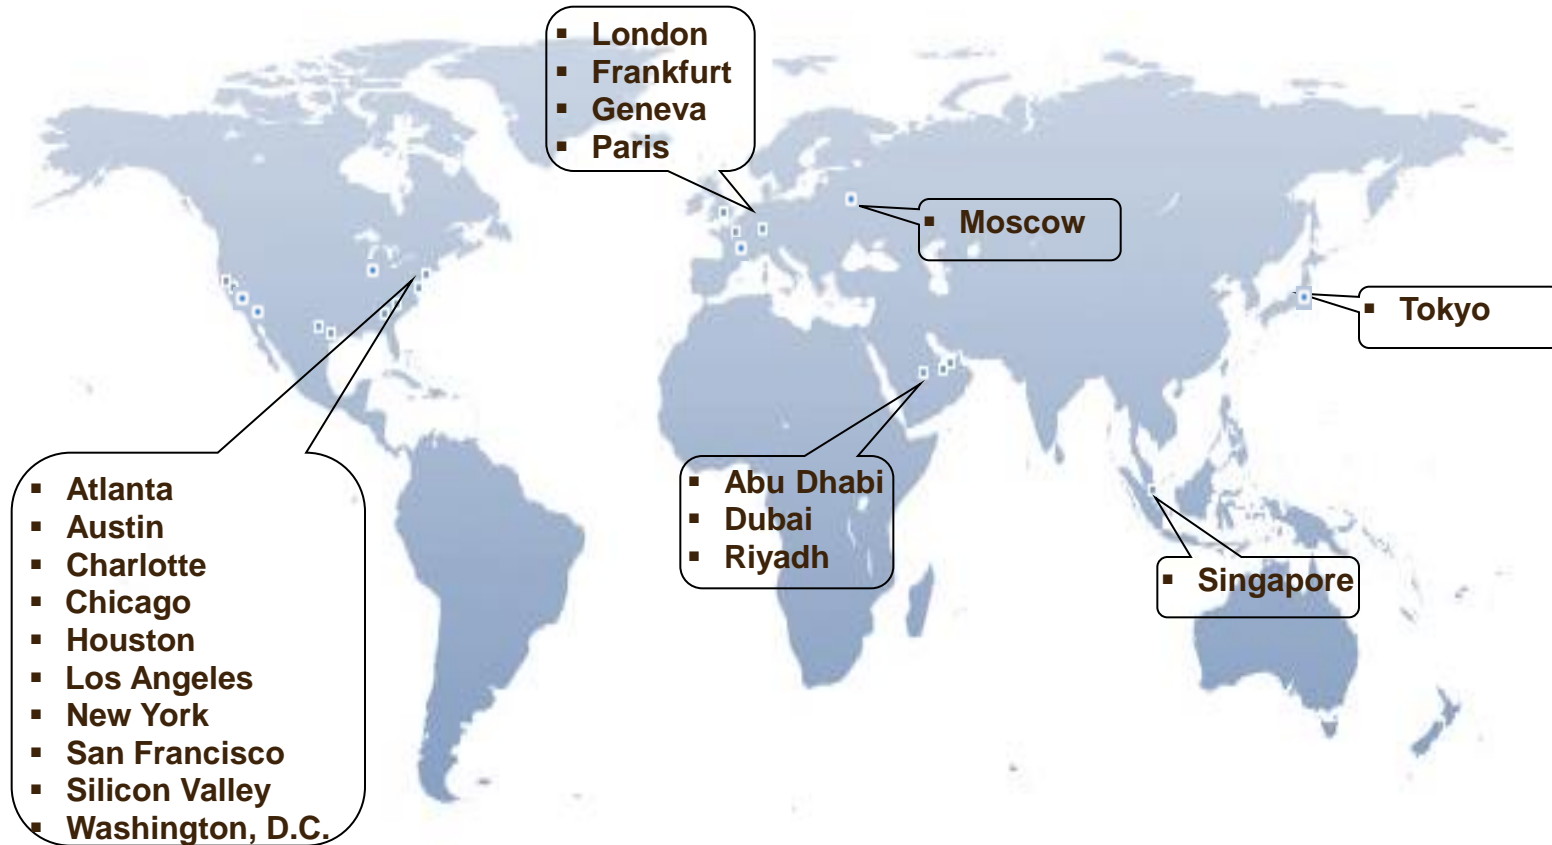 ▪ London
▪ Frankfurt
▪ Geneva
▪ Paris
▪ Moscow
▪ Tokyo
▪ Atlanta
▪ Austin
▪ Charlotte
▪ Chicago
▪ Houston
▪ Los Angeles
▪ New York
▪ San Francisco
▪ Silicon Valley
▪ Washington, D.C.
▪ Abu Dhabi
▪ Dubai
▪ Riyadh
▪ Singapore